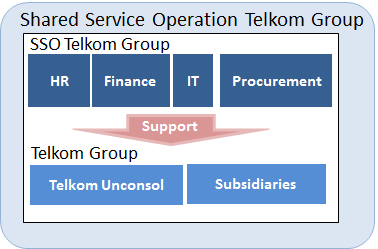 Shared Service Operation Telkom Group
SSO Telkom Group
HR Finance IT Procurement
Support
Telkom Group
Telkom Unconsol Subsidiaries